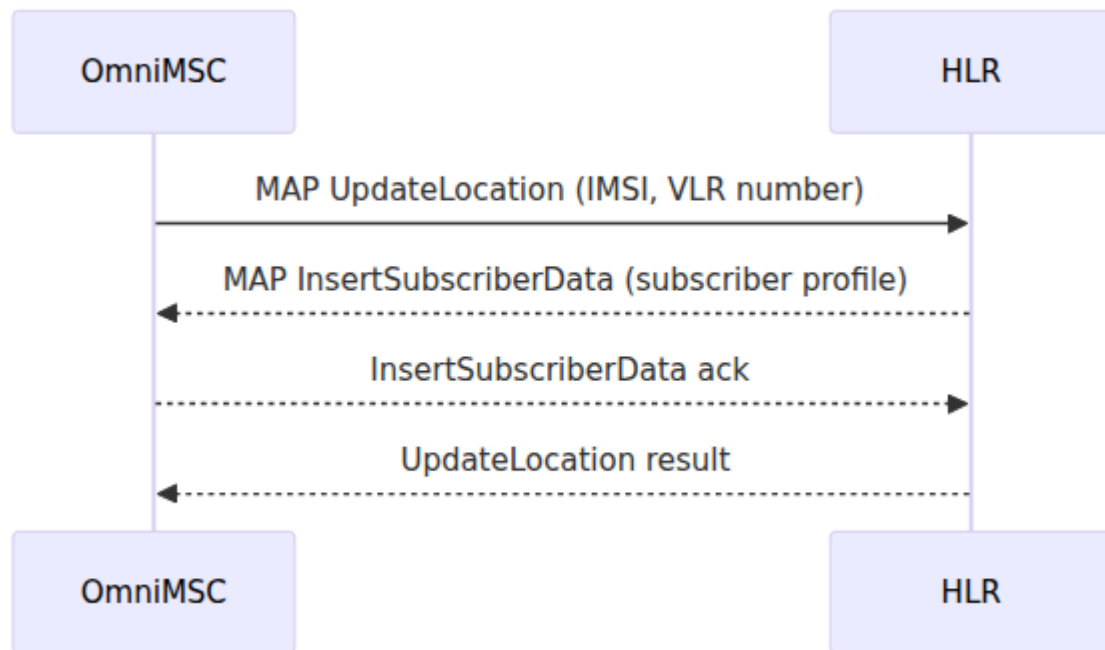 OmniMSC
HLR
MAP UpdateLocation (IMSI, VLR number)
MAP InsertSubscriberData (subscriber profile)
InsertSubscriberData ack
UpdateLocation result
OmniMSC
HLR